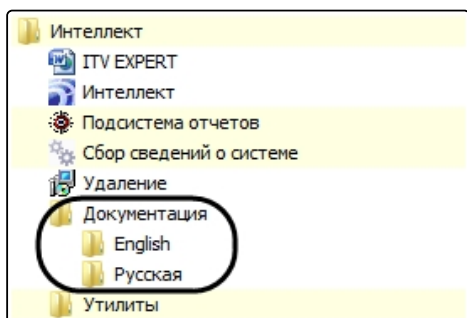 Интеллект
ITV EXPERT
Интеллект
Подсистема отчетов
Сбор сведений о системе
Удаление
Документация
English
Русская
Утилиты